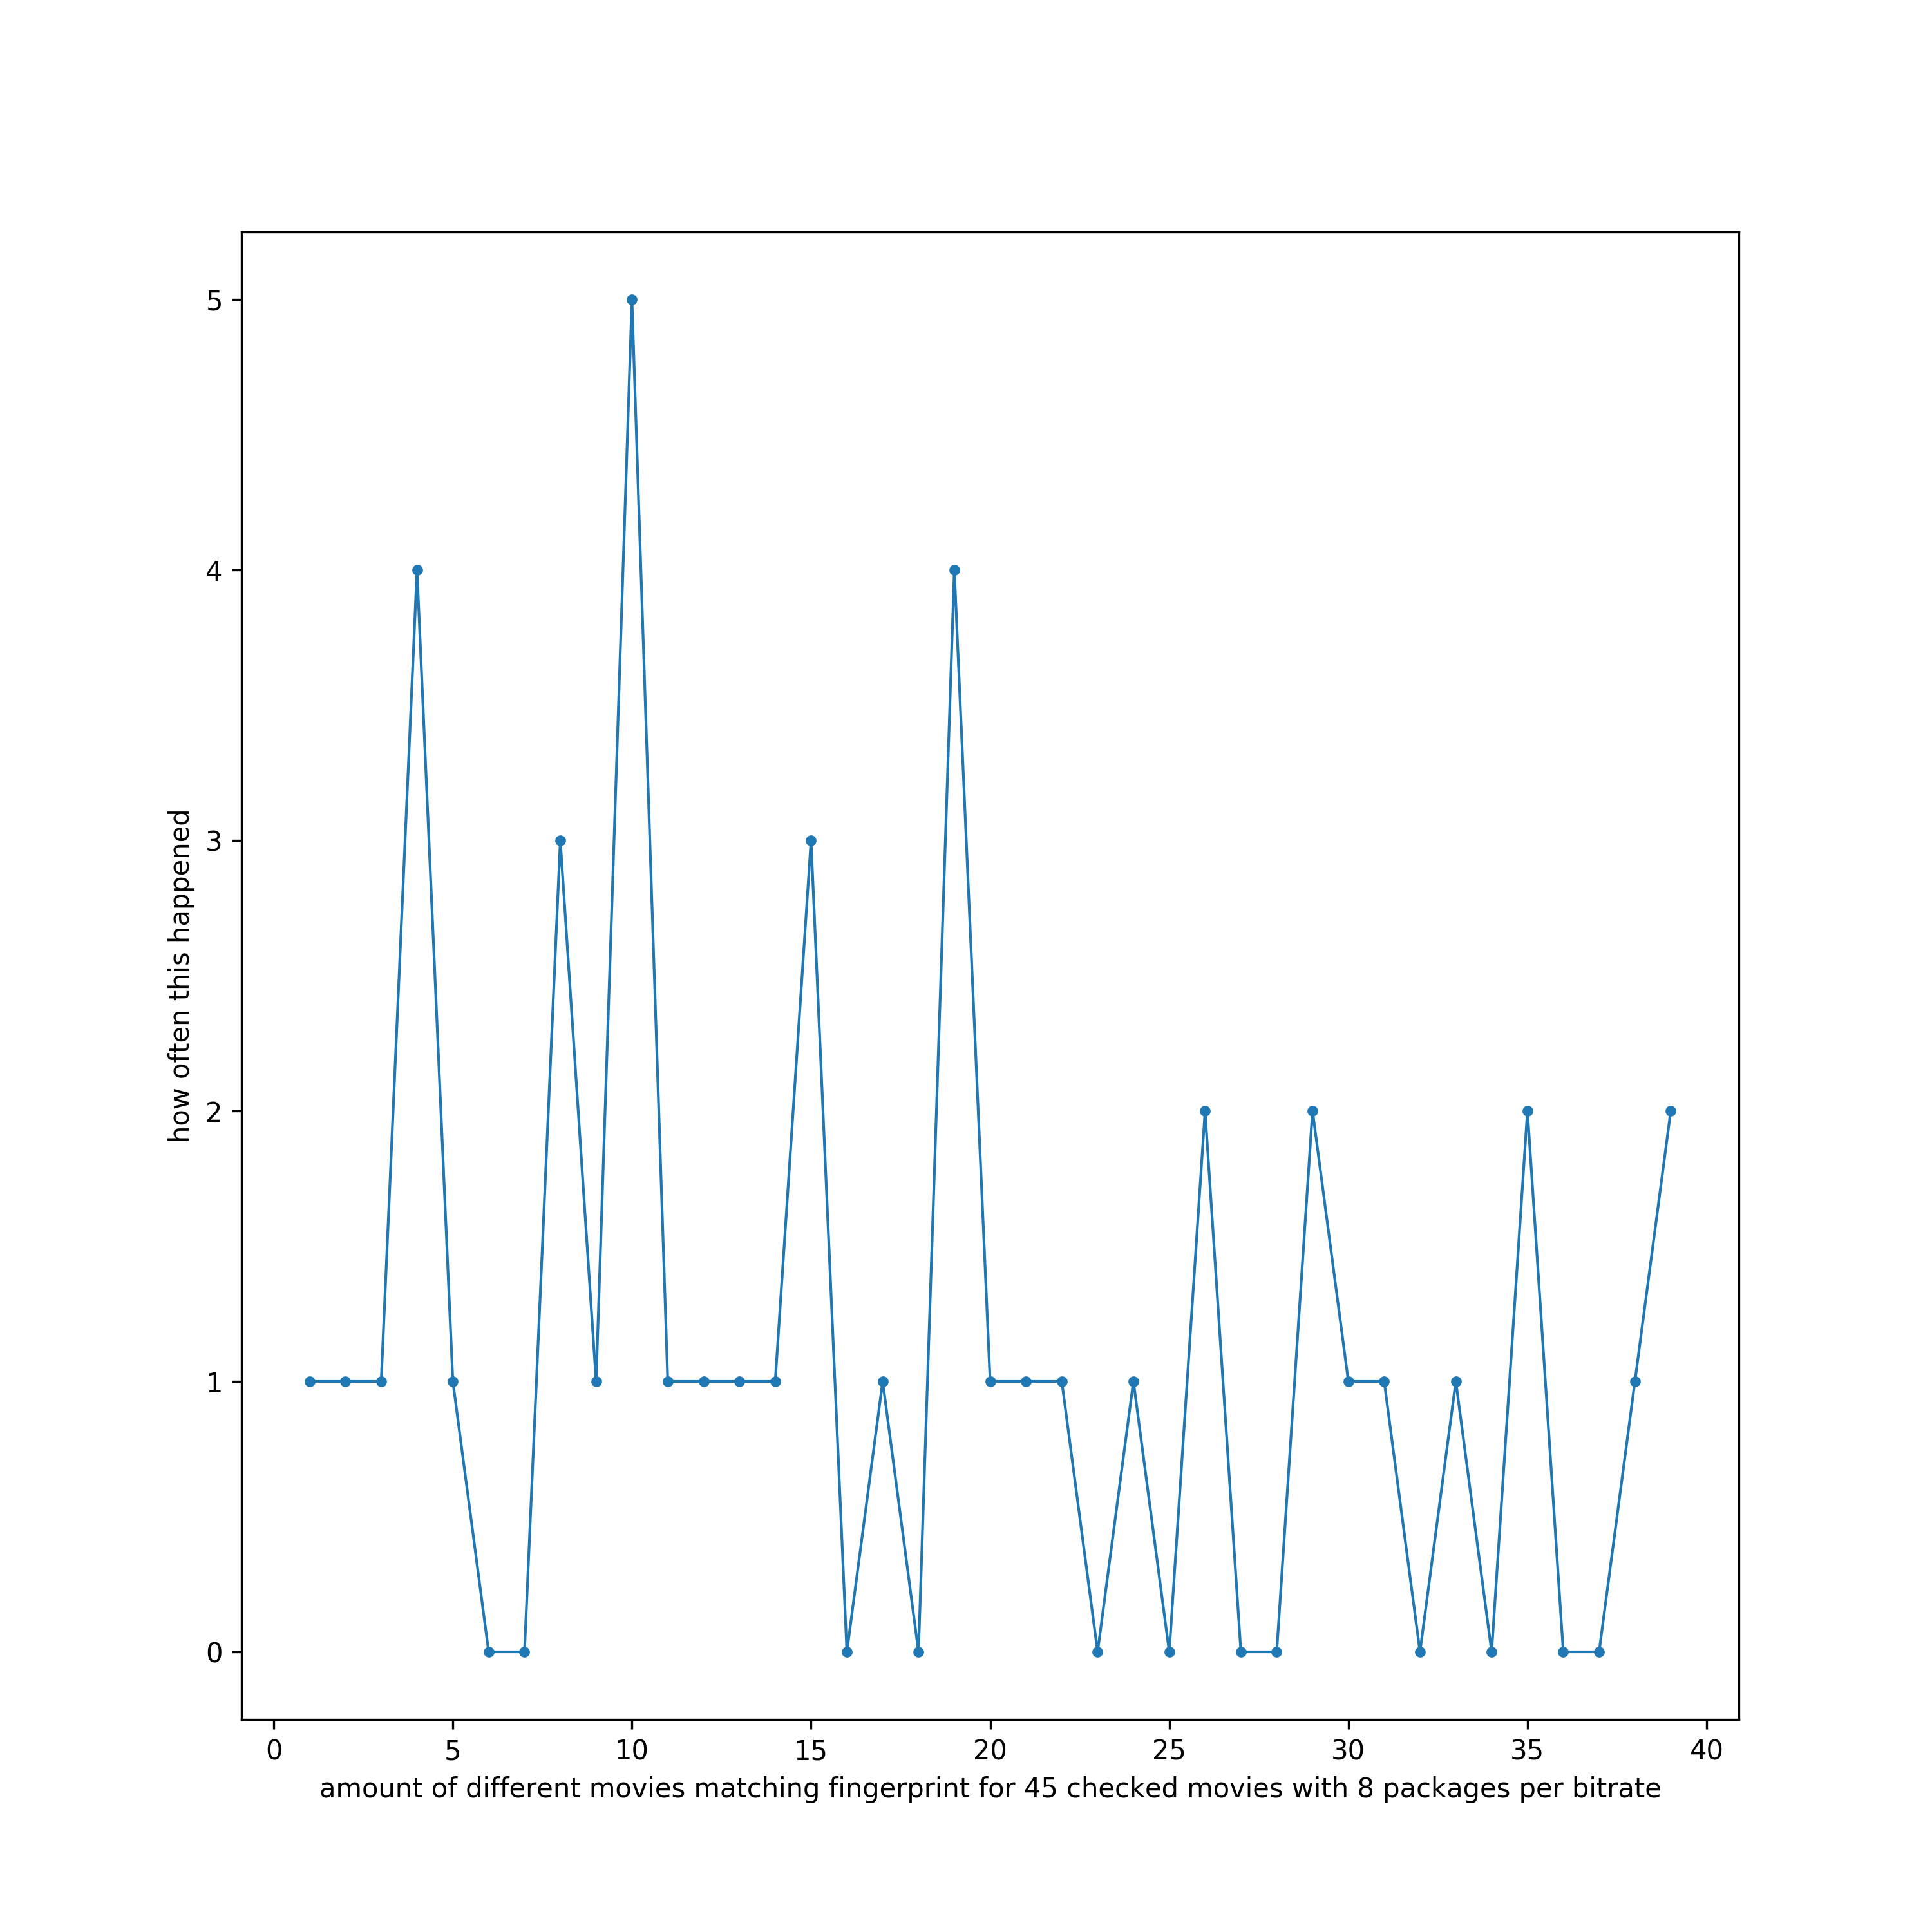 5
4
3
2
1
0
how often this happened
0 5 10 15 20 25 30 35 40
amount of different movies matching fingerprint for 45 checked movies with 8 packages per bitrate